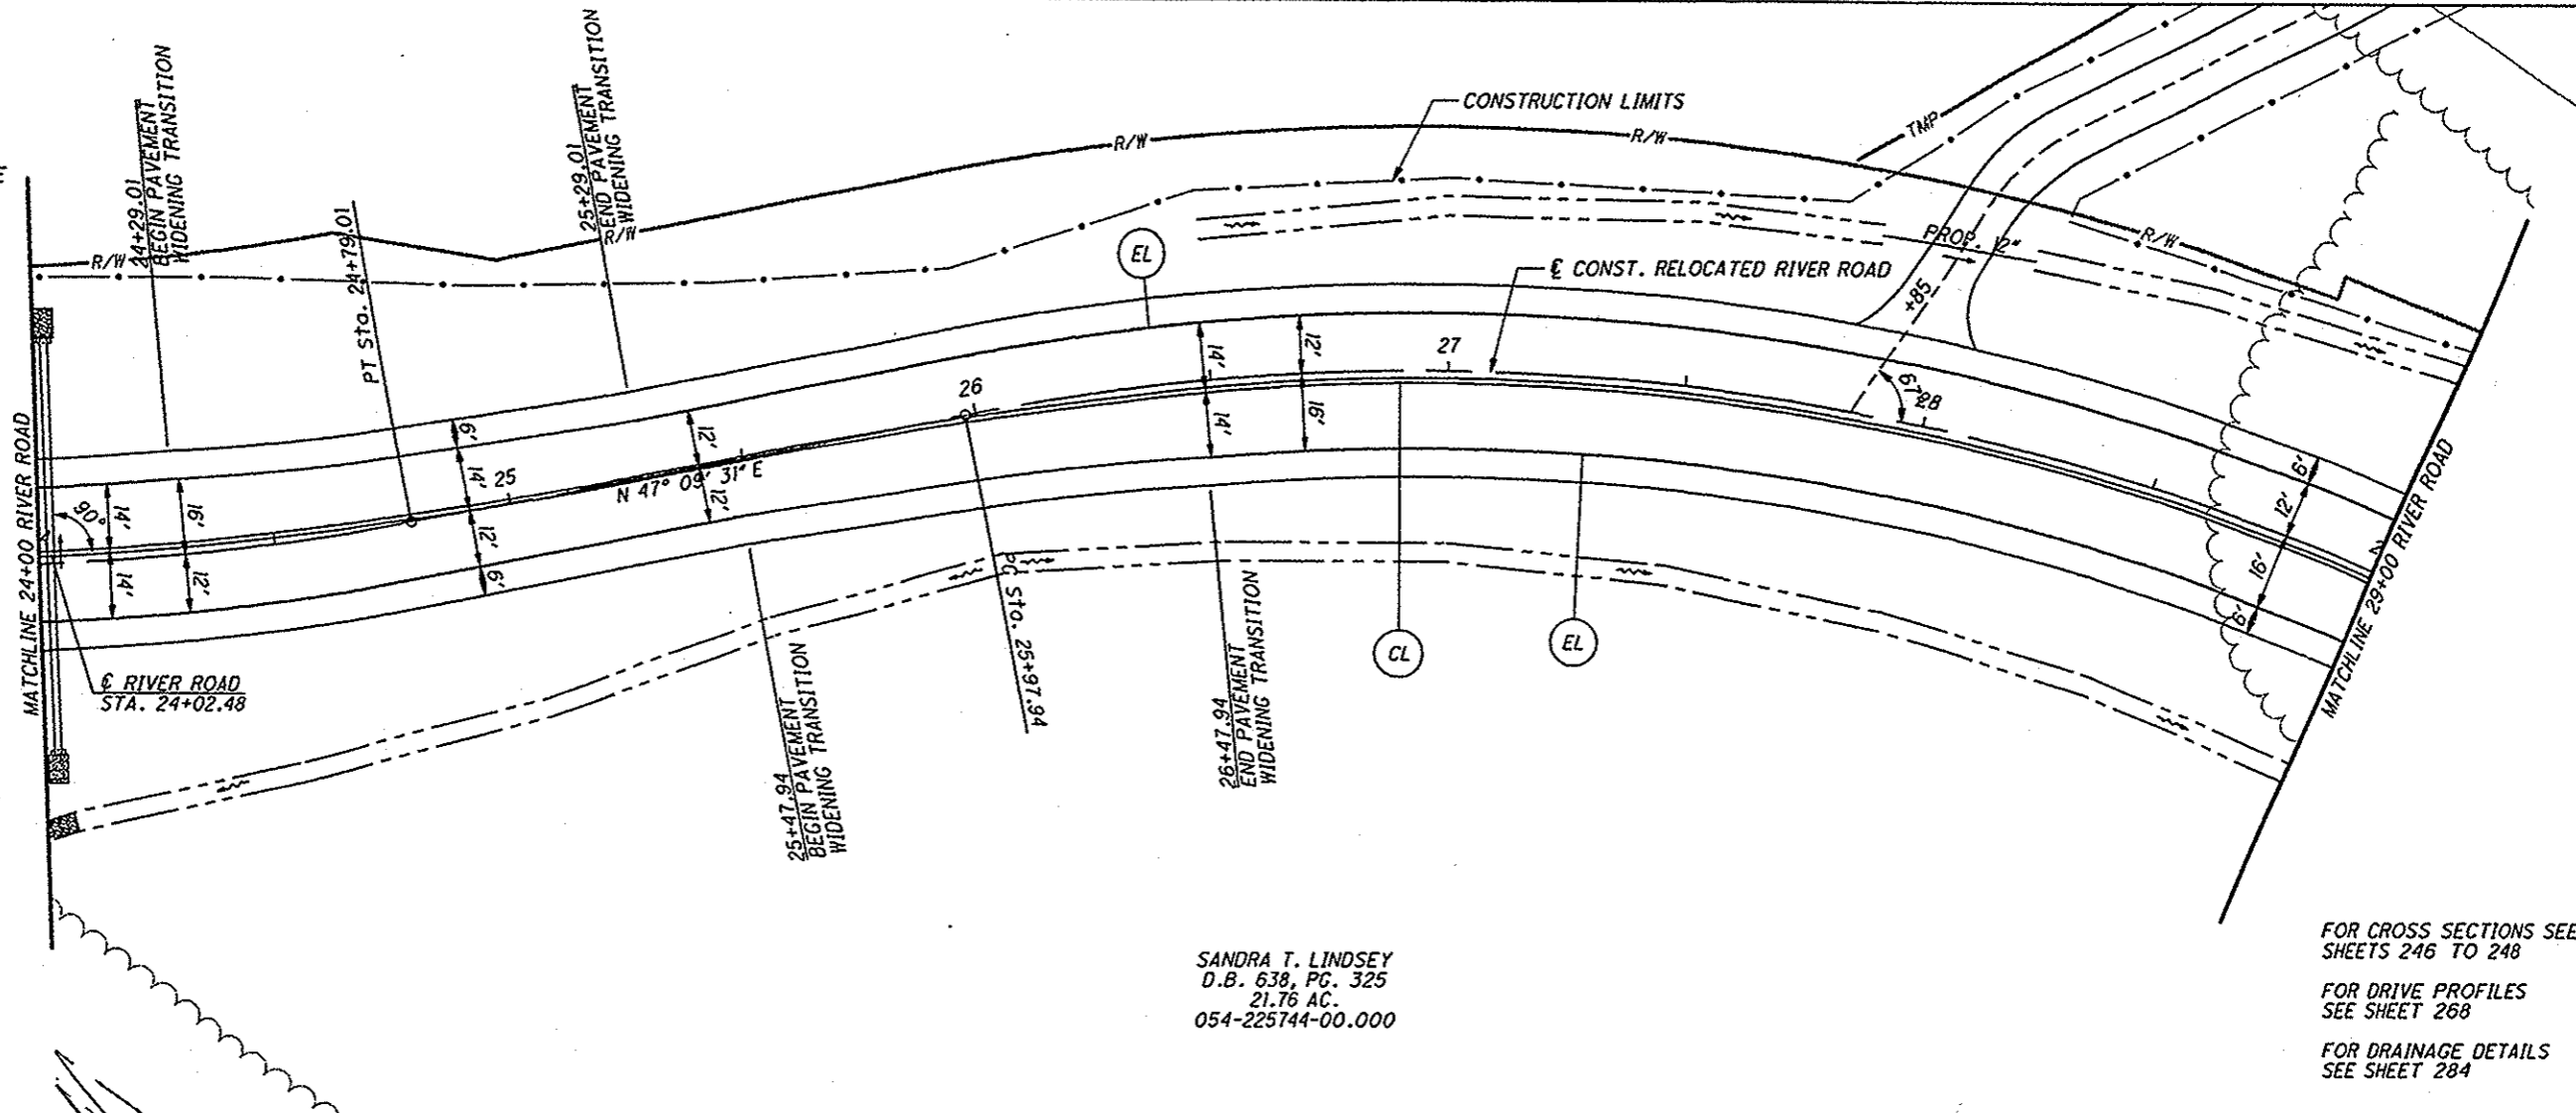 24+29.01
BEGIN PAVEMENT
WIDENING TRANSITION
25+29.01
END PAVEMENT
WIDENING TRANSITION
PT Sta. 24+79.01
CONSTRUCTION LIMITS
R/W
R/W
R/W
R/W
R/W
TMP
EL
℄ CONST. RELOCATED RIVER ROAD
PROP. 12"
+85
67°
MATCHLINE 24+00 RIVER ROAD
90°
14'
16'
14'
12'
6'
14'
12'
6'
25
12'
12'
N 47° 09' 31" E
26
14'
12'
14'
16'
27
28
6'
12'
16'
6'
MATCHLINE 29+00 RIVER ROAD
℄ RIVER ROAD
STA. 24+02.48
25+47.94
BEGIN PAVEMENT
WIDENING TRANSITION
PC Sta. 25+97.94
26+47.94
END PAVEMENT
WIDENING TRANSITION
CL
EL
SANDRA T. LINDSEY
D.B. 638, PG. 325
21.76 AC.
054-225744-00.000
FOR CROSS SECTIONS SEE
SHEETS 246 TO 248
FOR DRIVE PROFILES
SEE SHEET 268
FOR DRAINAGE DETAILS
SEE SHEET 284